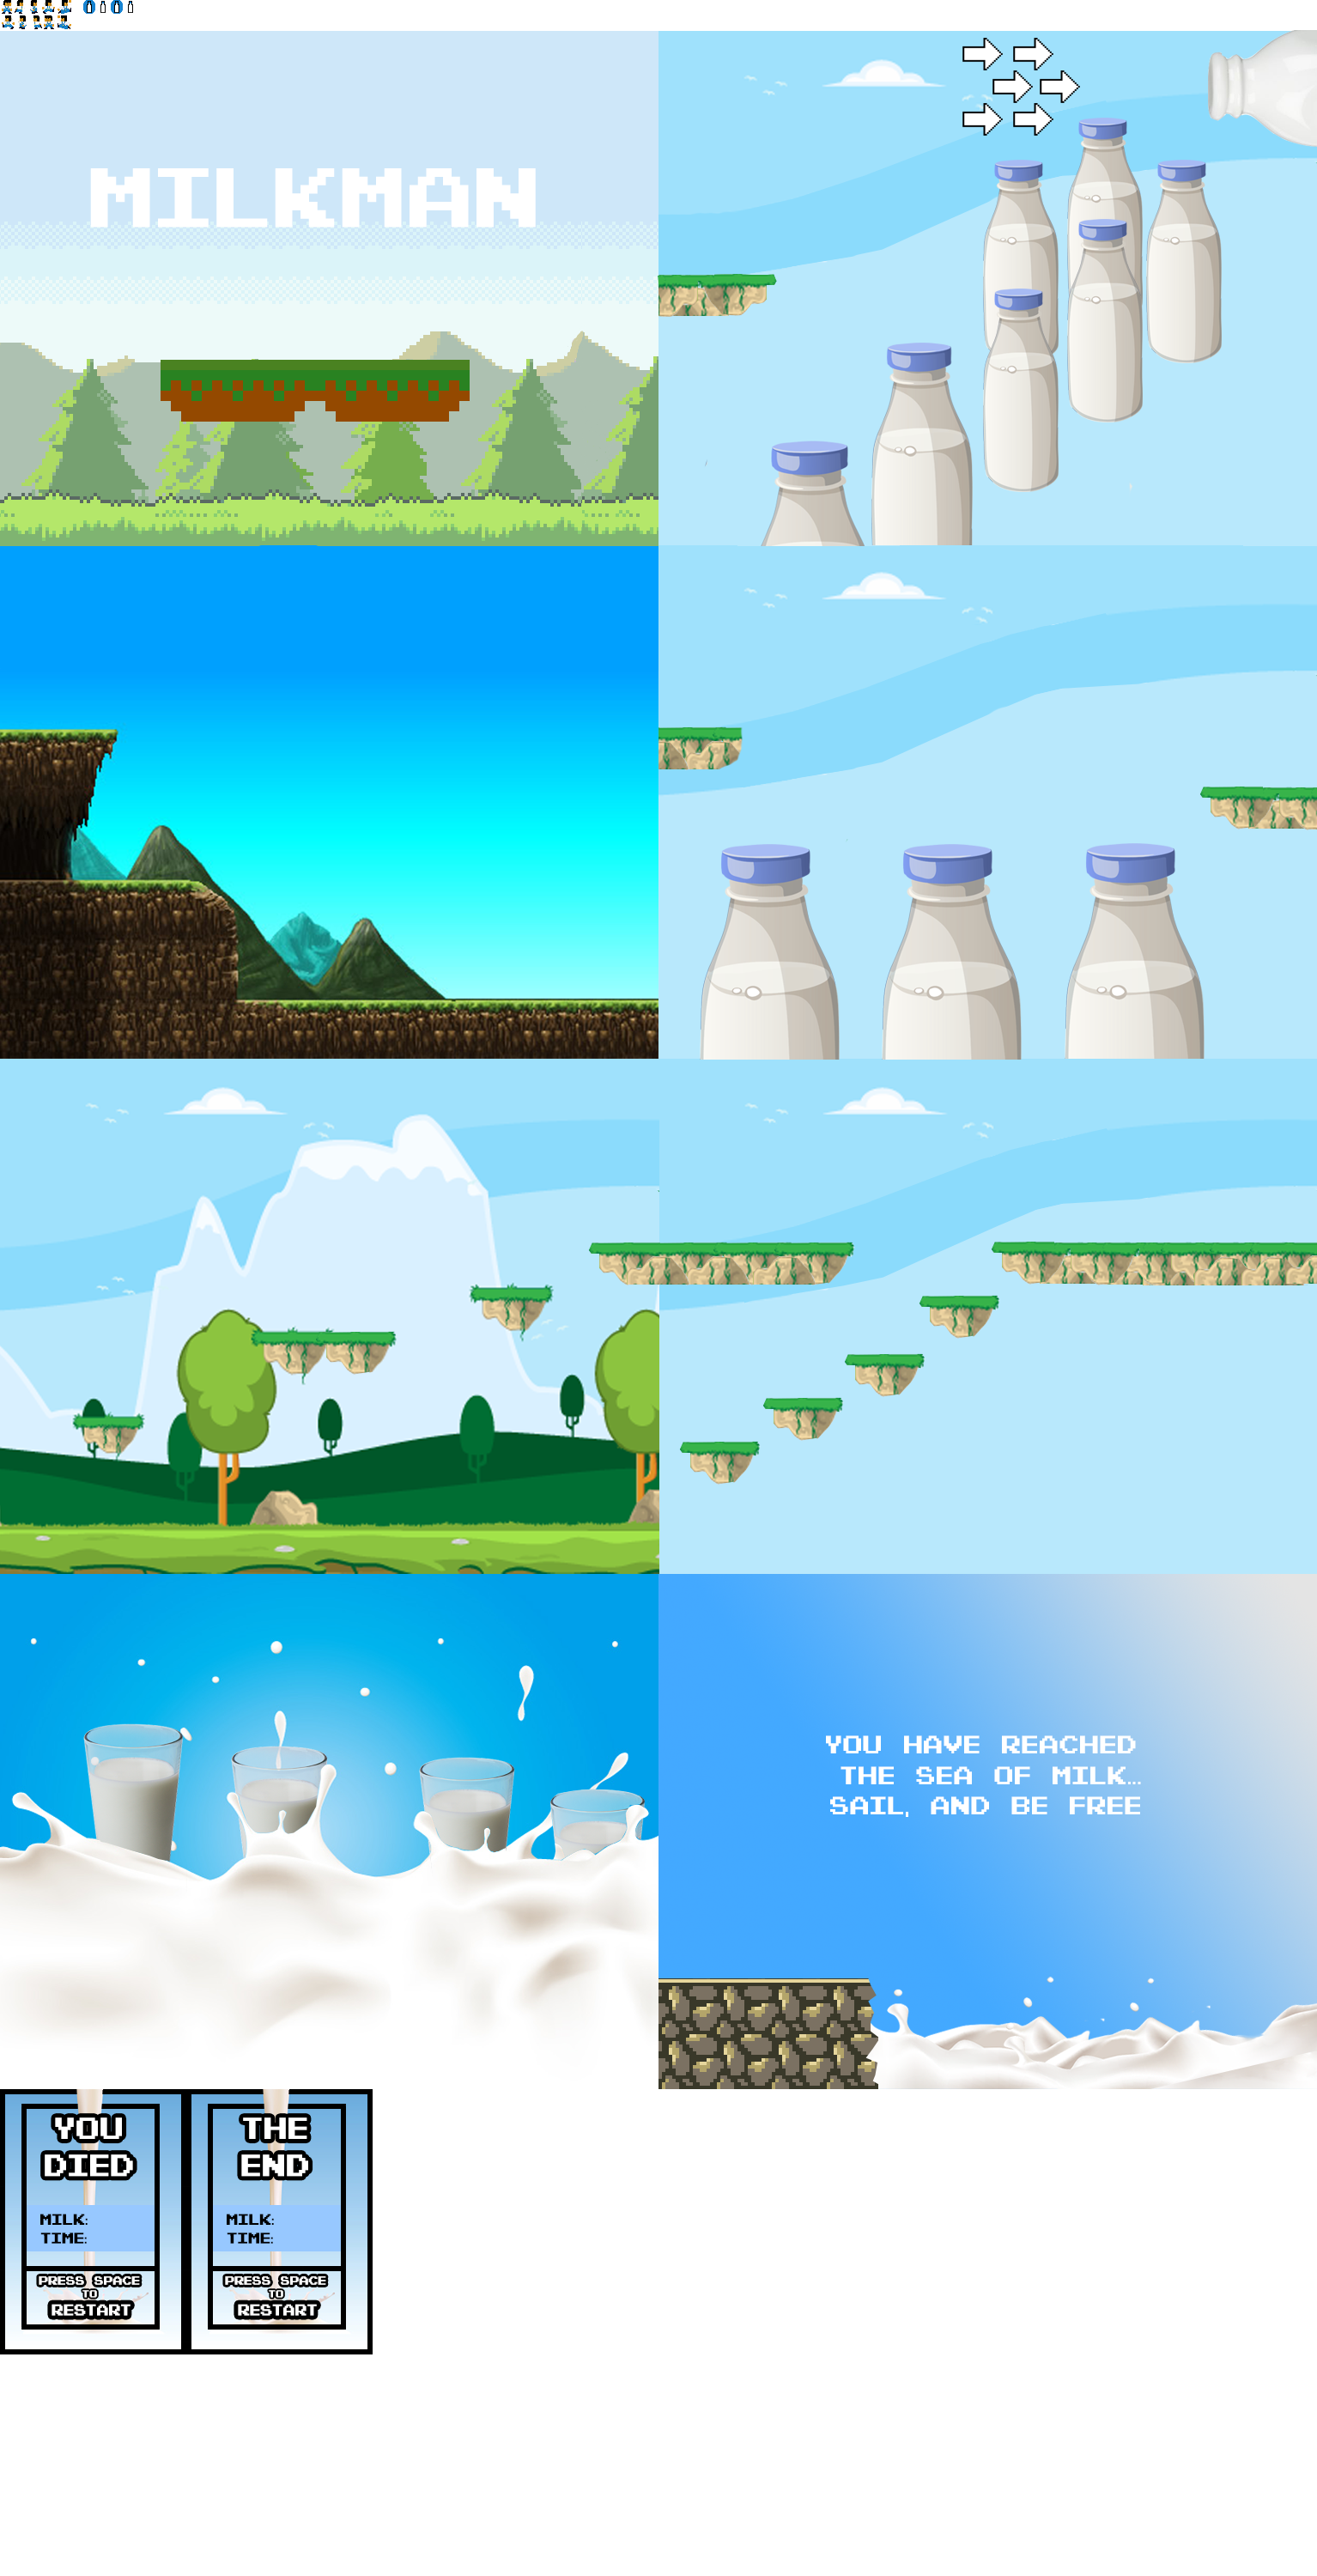 MILKMAN
YOU HAVE REACHED
THE SEA OF MILK...
SAIL, AND BE FREE
YOU
DIED
MILK:
TIME:
PRESS SPACE
TO
RESTART
THE
END
MILK:
TIME:
PRESS SPACE
TO
RESTART